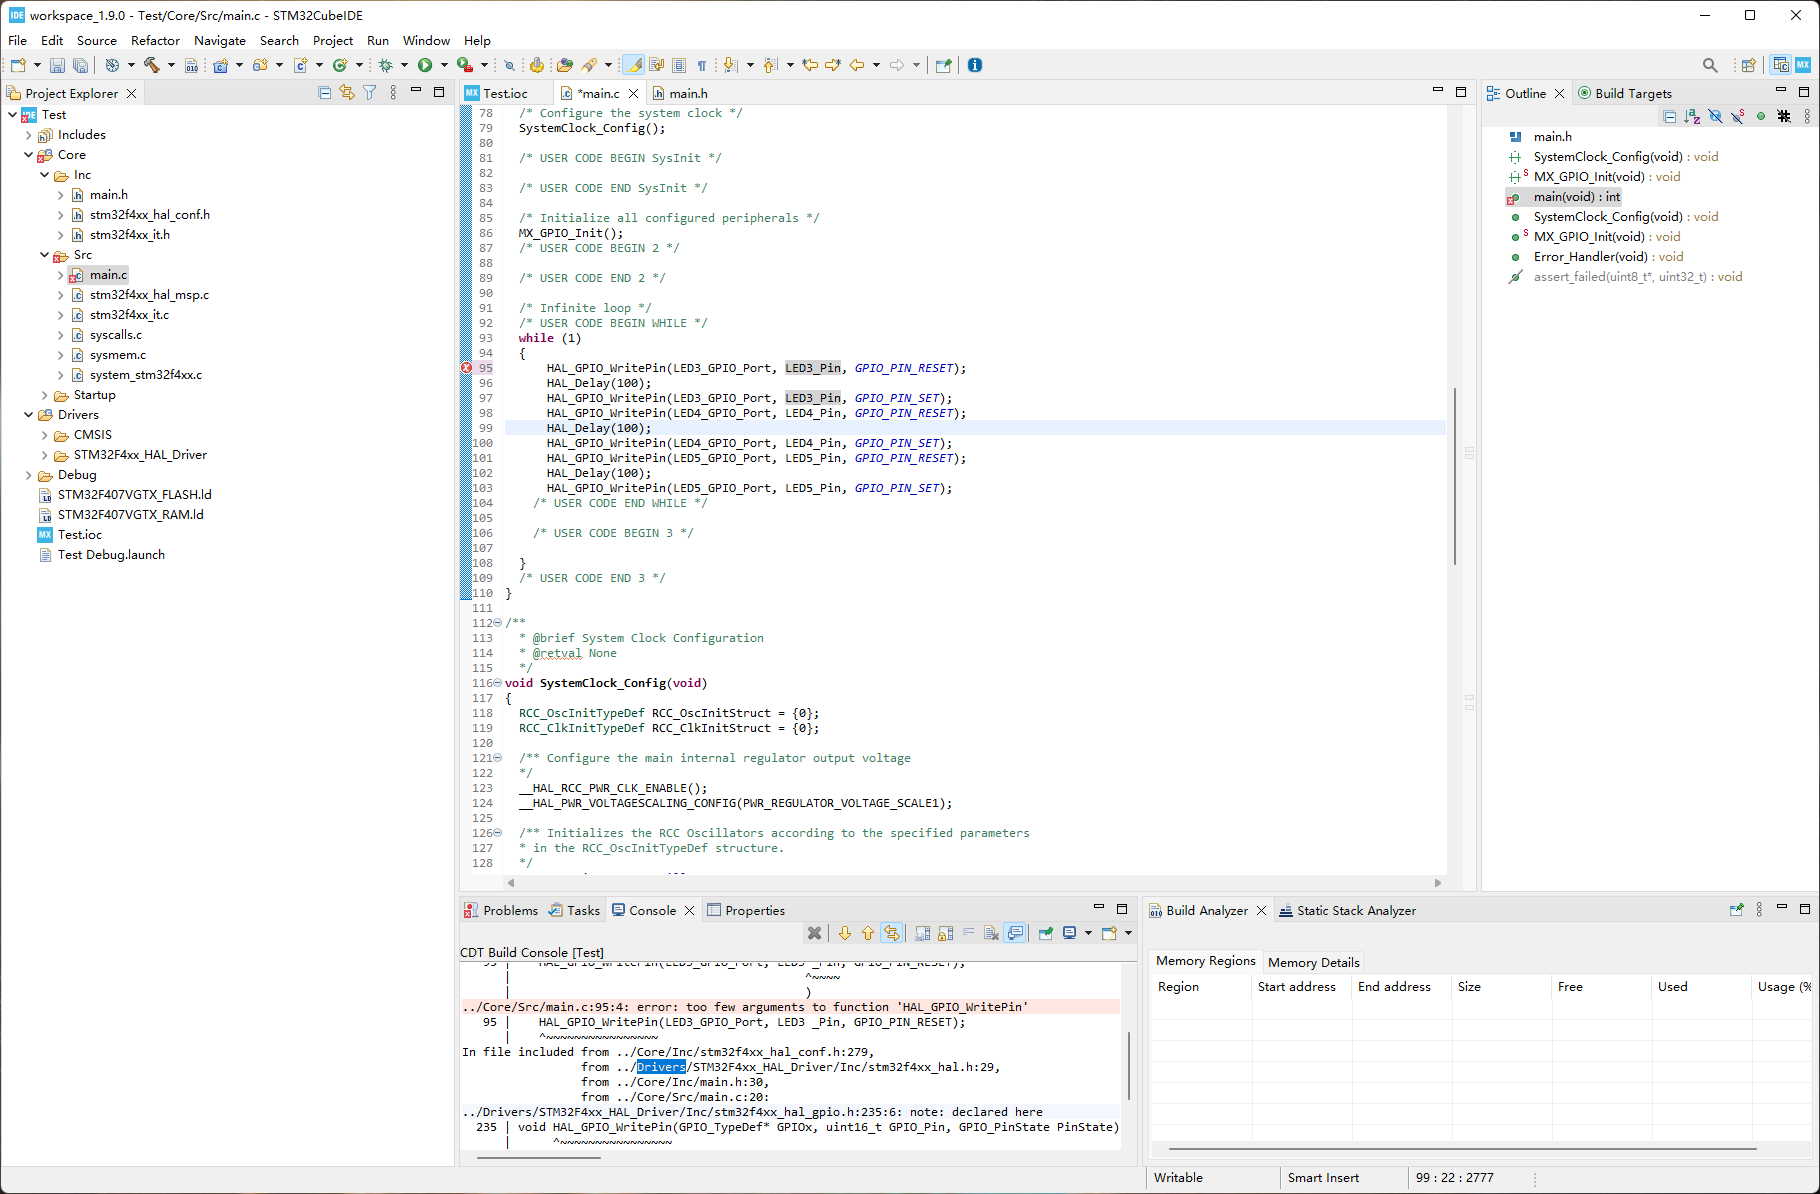 workspace_1.9.0 - Test/Core/Src/main.c - STM32CubeIDE
File Edit Source Refactor Navigate Search Project Run Window Help
Project Explorer
Test
Includes
Core
Inc
main.h
stm32f4xx_hal_conf.h
stm32f4xx_it.h
Src
main.c
stm32f4xx_hal_msp.c
stm32f4xx_it.c
syscalls.c
sysmem.c
system_stm32f4xx.c
Startup
Drivers
CMSIS
STM32F4xx_HAL_Driver
Debug
STM32F407VGTX_FLASH.ld
STM32F407VGTX_RAM.ld
MX Test.ioc
Test Debug.launch
MX Test.ioc *main.c main.h
78 /* Configure the system clock */
79 SystemClock_Config();
80
81 /* USER CODE BEGIN SysInit */
82
83 /* USER CODE END SysInit */
84
85 /* Initialize all configured peripherals */
86 MX_GPIO_Init();
87 /* USER CODE BEGIN 2 */
88
89 /* USER CODE END 2 */
90
91 /* Infinite loop */
92 /* USER CODE BEGIN WHILE */
93 while (1)
94 {
95 HAL_GPIO_WritePin(LED3_GPIO_Port, LED3_Pin, GPIO_PIN_RESET);
96 HAL_Delay(100);
97 HAL_GPIO_WritePin(LED3_GPIO_Port, LED3_Pin, GPIO_PIN_SET);
98 HAL_GPIO_WritePin(LED4_GPIO_Port, LED4_Pin, GPIO_PIN_RESET);
99 HAL_Delay(100);
100 HAL_GPIO_WritePin(LED4_GPIO_Port, LED4_Pin, GPIO_PIN_SET);
101 HAL_GPIO_WritePin(LED5_GPIO_Port, LED5_Pin, GPIO_PIN_RESET);
102 HAL_Delay(100);
103 HAL_GPIO_WritePin(LED5_GPIO_Port, LED5_Pin, GPIO_PIN_SET);
104 /* USER CODE END WHILE */
105
106 /* USER CODE BEGIN 3 */
107
108 }
109 /* USER CODE END 3 */
110 }
111
112 /**
113 * @brief System Clock Configuration
114 * @retval None
115 */
116 void SystemClock_Config(void)
117 {
118 RCC_OscInitTypeDef RCC_OscInitStruct = {0};
119 RCC_ClkInitTypeDef RCC_ClkInitStruct = {0};
120
121 /** Configure the main internal regulator output voltage
122 */
123 __HAL_RCC_PWR_CLK_ENABLE();
124 __HAL_PWR_VOLTAGESCALING_CONFIG(PWR_REGULATOR_VOLTAGE_SCALE1);
125
126 /** Initializes the RCC Oscillators according to the specified parameters
127 * in the RCC_OscInitTypeDef structure.
128 */
Outline Build Targets
main.h
SystemClock_Config(void) : void
MX_GPIO_Init(void) : void
main(void) : int
SystemClock_Config(void) : void
MX_GPIO_Init(void) : void
Error_Handler(void) : void
assert_failed(uint8_t*, uint32_t) : void
Problems Tasks Console Properties
CDT Build Console [Test]
95 | HAL_GPIO_WritePin(LED3_GPIO_Port, LED3 _Pin, GPIO_PIN_RESET);
| ^~~~~
| )
../Core/Src/main.c:95:4: error: too few arguments to function 'HAL_GPIO_WritePin'
95 | HAL_GPIO_WritePin(LED3_GPIO_Port, LED3 _Pin, GPIO_PIN_RESET);
| ^~~~~~~~~~~~~~~~~
In file included from ../Core/Inc/stm32f4xx_hal_conf.h:279,
from ../Drivers/STM32F4xx_HAL_Driver/Inc/stm32f4xx_hal.h:29,
from ../Core/Inc/main.h:30,
from ../Core/Src/main.c:20:
../Drivers/STM32F4xx_HAL_Driver/Inc/stm32f4xx_hal_gpio.h:235:6: note: declared here
235 | void HAL_GPIO_WritePin(GPIO_TypeDef* GPIOx, uint16_t GPIO_Pin, GPIO_PinState PinState)
| ^~~~~~~~~~~~~~~~~
Build Analyzer Static Stack Analyzer
Memory Regions Memory Details
Region Start address End address Size Free Used Usage (%
Writable Smart Insert 99 : 22 : 2777